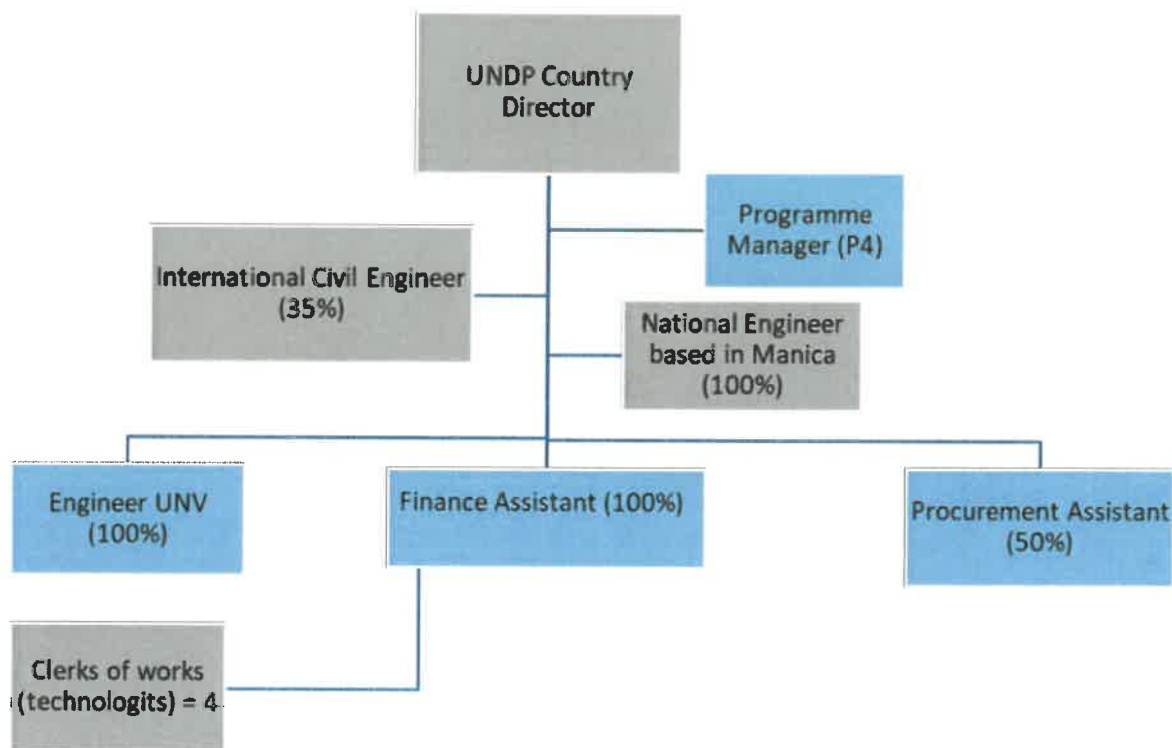 UNDP Country
Director
Programme
Manager (P4)
International Civil Engineer
(35%)
National Engineer
based in Manica
(100%)
Engineer UNV
(100%)
Finance Assistant (100%)
Procurement Assistant
(50%)
Clerks of works
(technologits) = 4